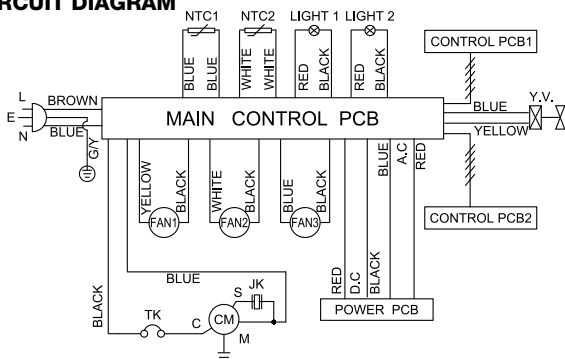 RCUIT DIAGRAM
NTC1 NTC2 LIGHT 1 LIGHT 2
CONTROL PCB1
BLUE BLUE WHITE WHITE RED BLACK RED BLACK
L
BROWN
E
MAIN CONTROL PCB
BLUE
Y.V.
N
BLUE
YELLOW
G/Y
YELLOW BLACK WHITE BLACK BLUE BLACK BLUE A.C RED
FAN1 FAN2 FAN3
CONTROL PCB2
BLUE
RED D.C BLACK
BLACK
S JK
TK
C CM
M
POWER PCB